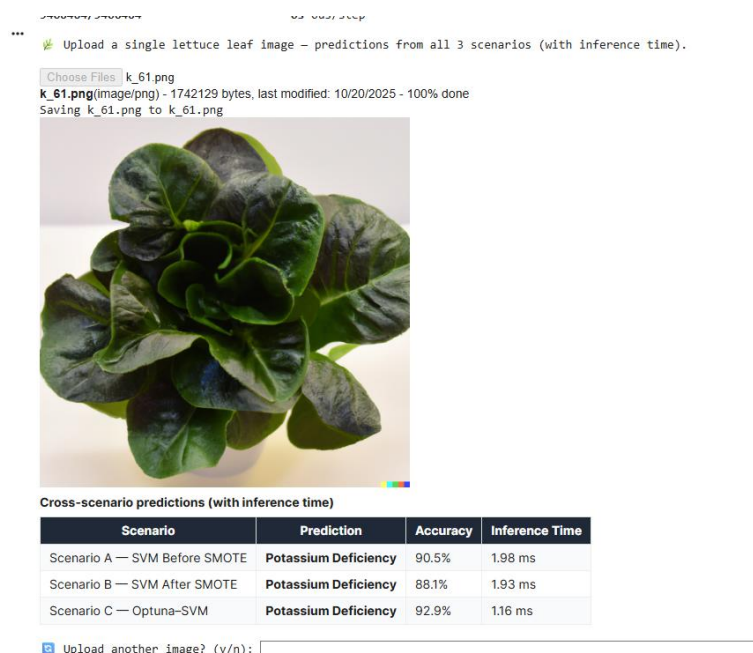 🌿 Upload a single lettuce leaf image — predictions from all 3 scenarios (with inference time).
Choose Files k_61.png
k_61.png(image/png) - 1742129 bytes, last modified: 10/20/2025 - 100% done
Saving k_61.png to k_61.png
Cross-scenario predictions (with inference time)
Scenario Prediction Accuracy Inference Time
Scenario A — SVM Before SMOTE Potassium Deficiency 90.5% 1.98 ms
Scenario B — SVM After SMOTE Potassium Deficiency 88.1% 1.93 ms
Scenario C — Optuna–SVM Potassium Deficiency 92.9% 1.16 ms
Upload another image? (y/n):